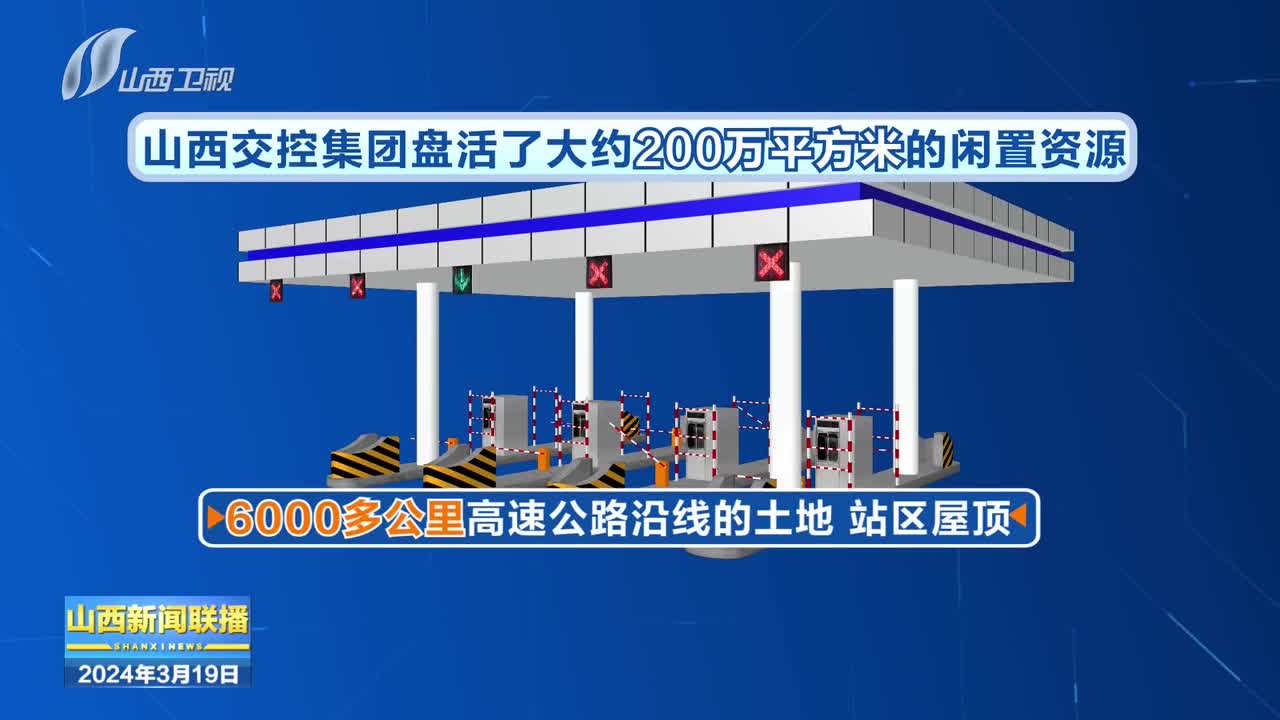 山西卫视
山西交控集团盘活了大约200万平方米的闲置资源
6000多公里高速公路沿线的土地 站区屋顶
山西新闻联播
SHANXI NEWS
2024年3月19日